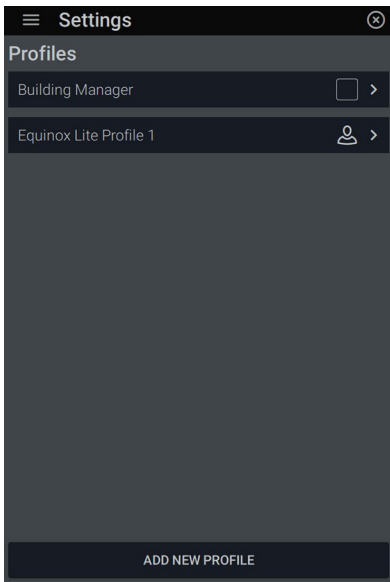 Settings
Profiles
Building Manager
Equinox Lite Profile 1
ADD NEW PROFILE